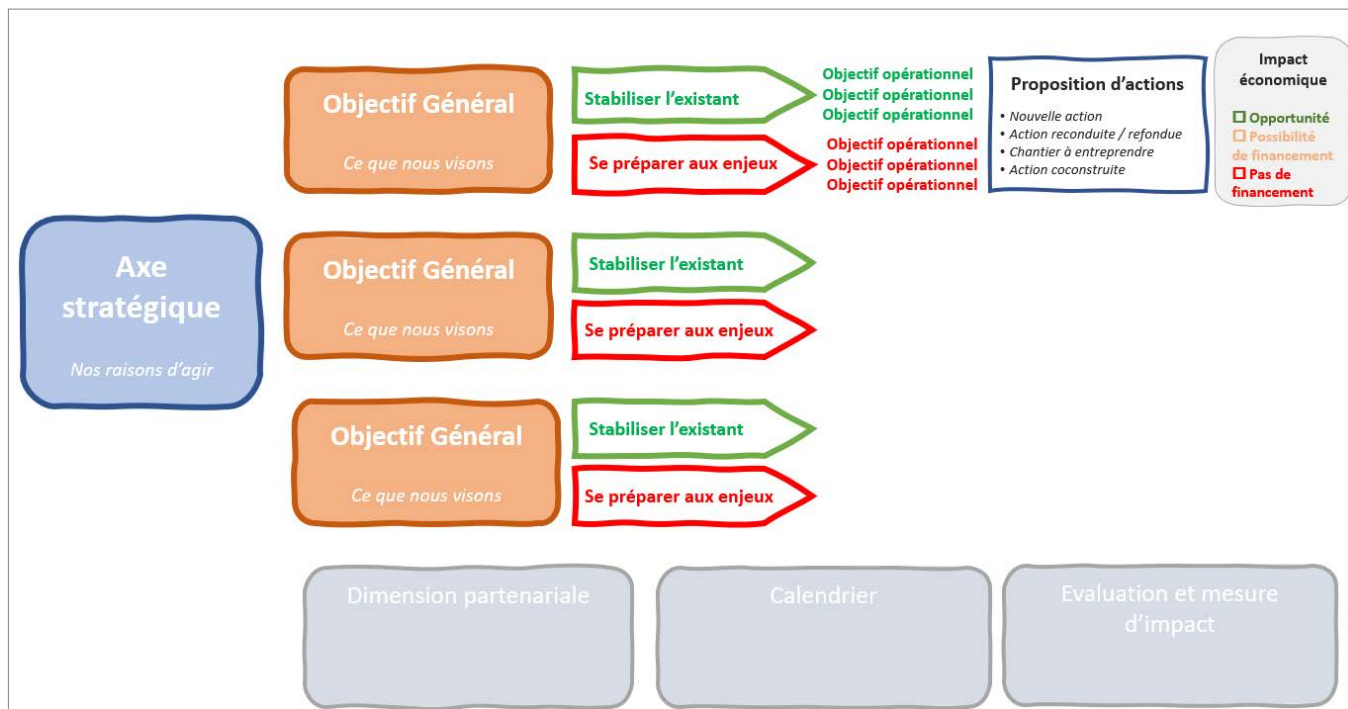 Axe
stratégique
Nos raisons d'agir
Objectif Général
Ce que nous visons
Stabiliser l'existant
Se préparer aux enjeux
Objectif opérationnel
Objectif opérationnel
Objectif opérationnel
Objectif opérationnel
Objectif opérationnel
Objectif opérationnel
Proposition d'actions
• Nouvelle action
• Action reconduite / refondue
• Chantier à entreprendre
• Action coconstruite
Impact
économique
Opportunité
Possibilité
de financement
Pas de
financement
Objectif Général
Ce que nous visons
Stabiliser l'existant
Se préparer aux enjeux
Objectif Général
Ce que nous visons
Stabiliser l'existant
Se préparer aux enjeux
Dimension partenariale
Calendrier
Evaluation et mesure
d'impact